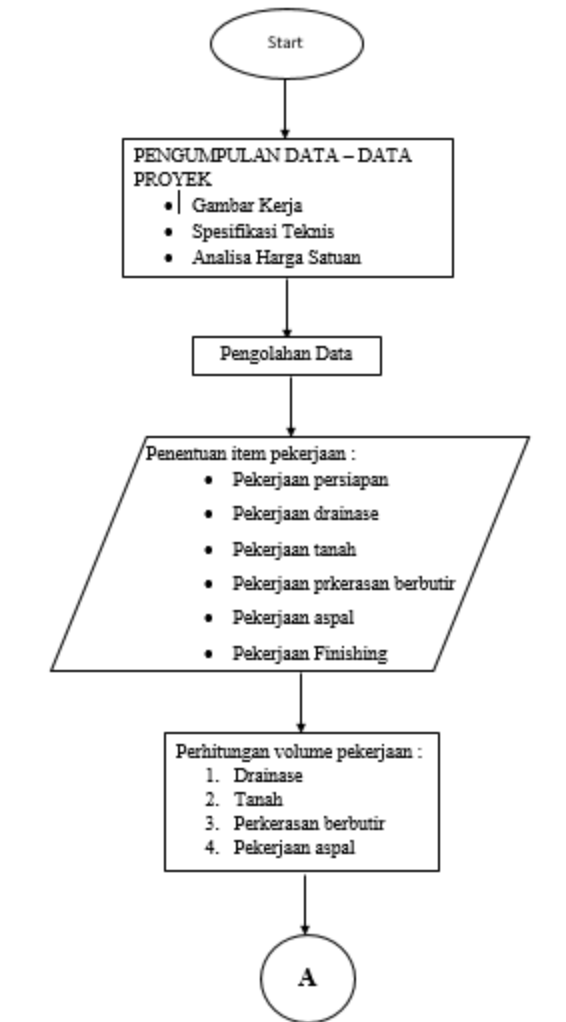 Start
PENGUMPULAN DATA – DATA
PROYEK
• Gambar Kerja
• Spesifikasi Teknis
• Analisa Harga Satuan
Pengolahan Data
Penentuan item pekerjaan :
• Pekerjaan persiapan
• Pekerjaan drainase
• Pekerjaan tanah
• Pekerjaan prkerasan berbutir
• Pekerjaan aspal
• Pekerjaan Finishing
Perhitungan volume pekerjaan :
1. Drainase
2. Tanah
3. Perkerasan berbutir
4. Pekerjaan aspal
A